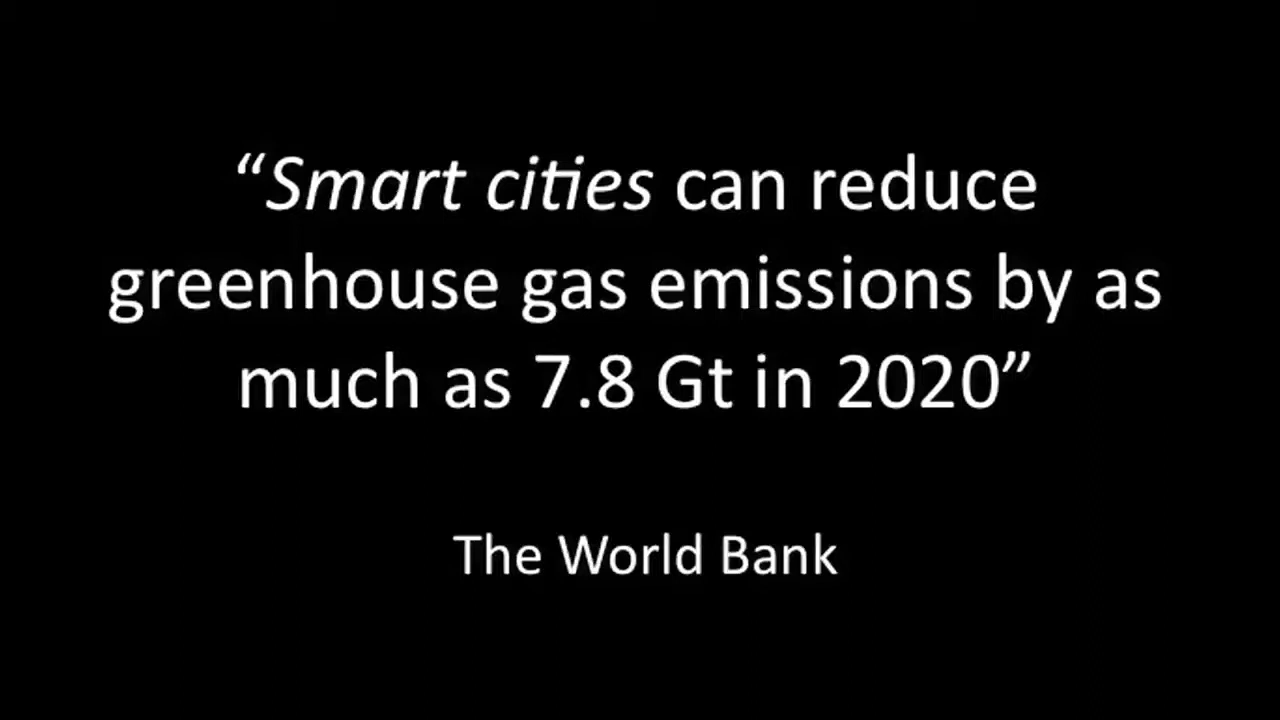 “Smart cities can reduce
greenhouse gas emissions by as
much as 7.8 Gt in 2020”
The World Bank